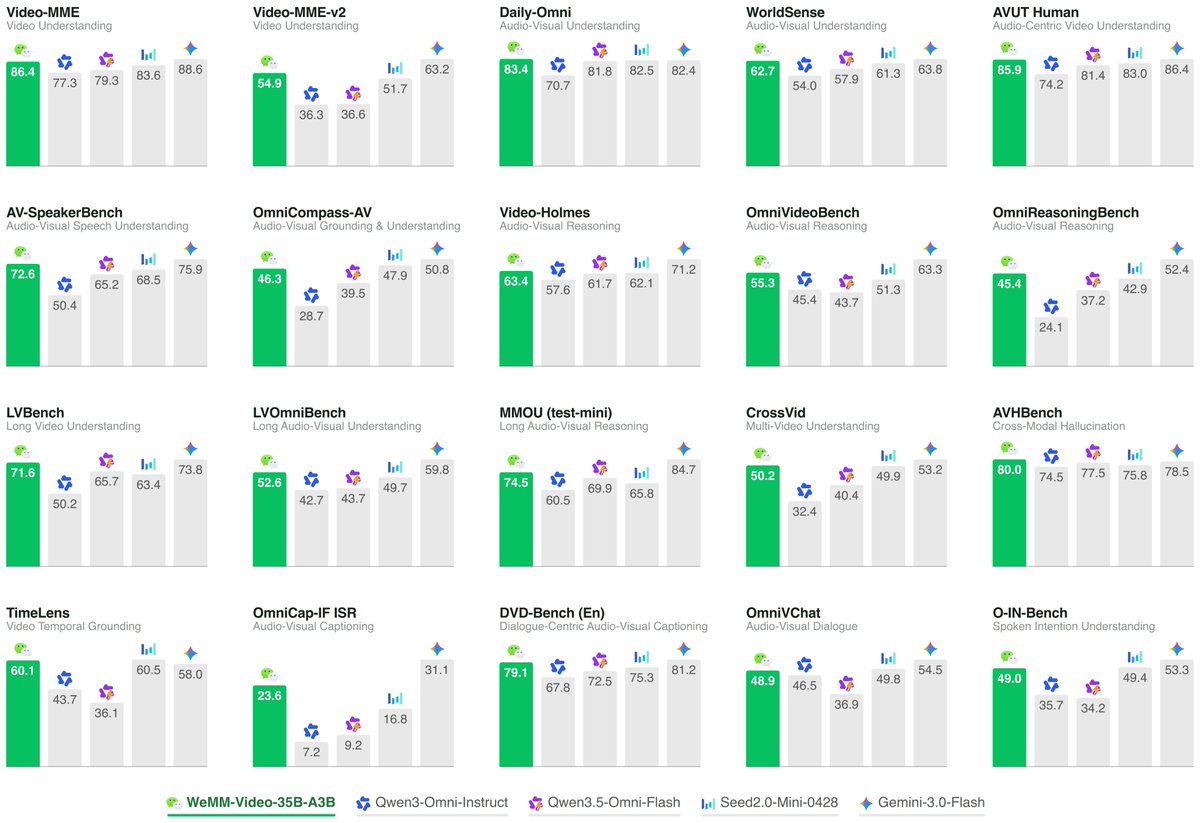 Video-MME
Video Understanding
86.4
77.3
79.3
83.6
88.6
Video-MME-v2
Video Understanding
54.9
36.3
36.6
51.7
63.2
Daily-Omni
Audio-Visual Understanding
83.4
70.7
81.8
82.5
82.4
WorldSense
Audio-Visual Understanding
62.7
54.0
57.9
61.3
63.8
AVUT Human
Audio-Centric Video Understanding
85.9
74.2
81.4
83.0
86.4
AV-SpeakerBench
Audio-Visual Speech Understanding
72.6
50.4
65.2
68.5
75.9
OmniCompass-AV
Audio-Visual Grounding & Understanding
46.3
28.7
39.5
47.9
50.8
Video-Holmes
Audio-Visual Reasoning
63.4
57.6
61.7
62.1
71.2
OmniVideoBench
Audio-Visual Reasoning
55.3
45.4
43.7
51.3
63.3
OmniReasoningBench
Audio-Visual Reasoning
45.4
24.1
37.2
42.9
52.4
LVBench
Long Video Understanding
71.6
50.2
65.7
63.4
73.8
LVOmniBench
Long Audio-Visual Understanding
52.6
42.7
43.7
49.7
59.8
MMOU (test-mini)
Long Audio-Visual Reasoning
74.5
60.5
69.9
65.8
84.7
CrossVid
Multi-Video Understanding
50.2
32.4
40.4
49.9
53.2
AVHBench
Cross-Modal Hallucination
80.0
74.5
77.5
75.8
78.5
TimeLens
Video Temporal Grounding
60.1
43.7
36.1
60.5
58.0
OmniCap-IF ISR
Audio-Visual Captioning
23.6
7.2
9.2
16.8
31.1
DVD-Bench (En)
Dialogue-Centric Audio-Visual Captioning
79.1
67.8
72.5
75.3
81.2
OmniVChat
Audio-Visual Dialogue
48.9
46.5
36.9
49.8
54.5
O-IN-Bench
Spoken Intention Understanding
49.0
35.7
34.2
49.4
53.3
WeMM-Video-35B-A3B
Qwen3-Omni-Instruct
Qwen3.5-Omni-Flash
Seed2.0-Mini-0428
Gemini-3.0-Flash